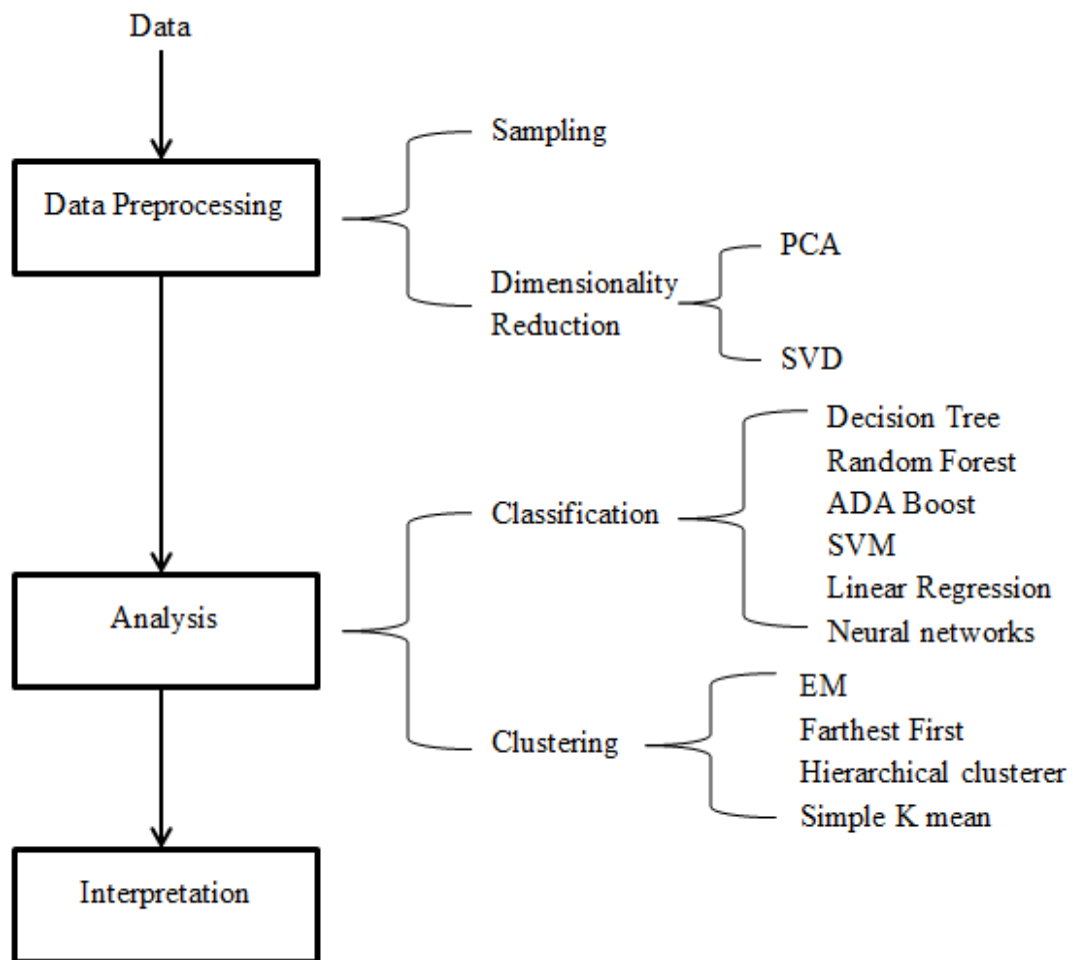 Data
Data Preprocessing
Sampling
Dimensionality
Reduction
PCA
SVD
Analysis
Classification
Decision Tree
Random Forest
ADA Boost
SVM
Linear Regression
Neural networks
Clustering
EM
Farthest First
Hierarchical clusterer
Simple K mean
Interpretation